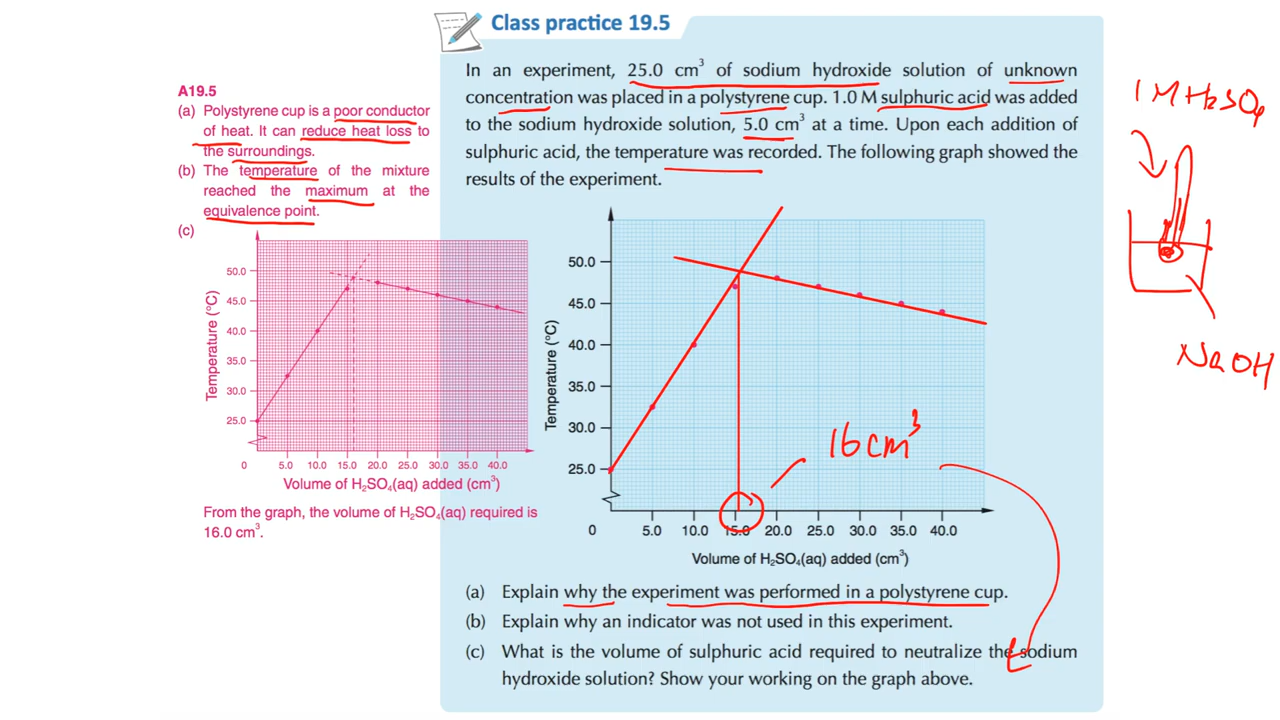 Class practice 19.5
In an experiment, 25.0 cm³ of sodium hydroxide solution of unknown
concentration was placed in a polystyrene cup. 1.0 M sulphuric acid was added
to the sodium hydroxide solution, 5.0 cm³ at a time. Upon each addition of
sulphuric acid, the temperature was recorded. The following graph showed the
results of the experiment.
A19.5
(a) Polystyrene cup is a poor conductor
of heat. It can reduce heat loss to
the surroundings.
(b) The temperature of the mixture
reached the maximum at the
equivalence point.
(c)
Temperature (°C)
50.0
45.0
40.0
35.0
30.0
25.0
0 5.0 10.0 15.0 20.0 25.0 30.0 35.0 40.0
Volume of H₂SO₄(aq) added (cm³)
From the graph, the volume of H₂SO₄(aq) required is
16.0 cm³.
Temperature (°C)
50.0
45.0
40.0
35.0
30.0
25.0
0 5.0 10.0 15.0 20.0 25.0 30.0 35.0 40.0
Volume of H₂SO₄(aq) added (cm³)
16cm³
(a) Explain why the experiment was performed in a polystyrene cup.
(b) Explain why an indicator was not used in this experiment.
(c) What is the volume of sulphuric acid required to neutralize the sodium
hydroxide solution? Show your working on the graph above.
1M H₂SO₄
NaOH